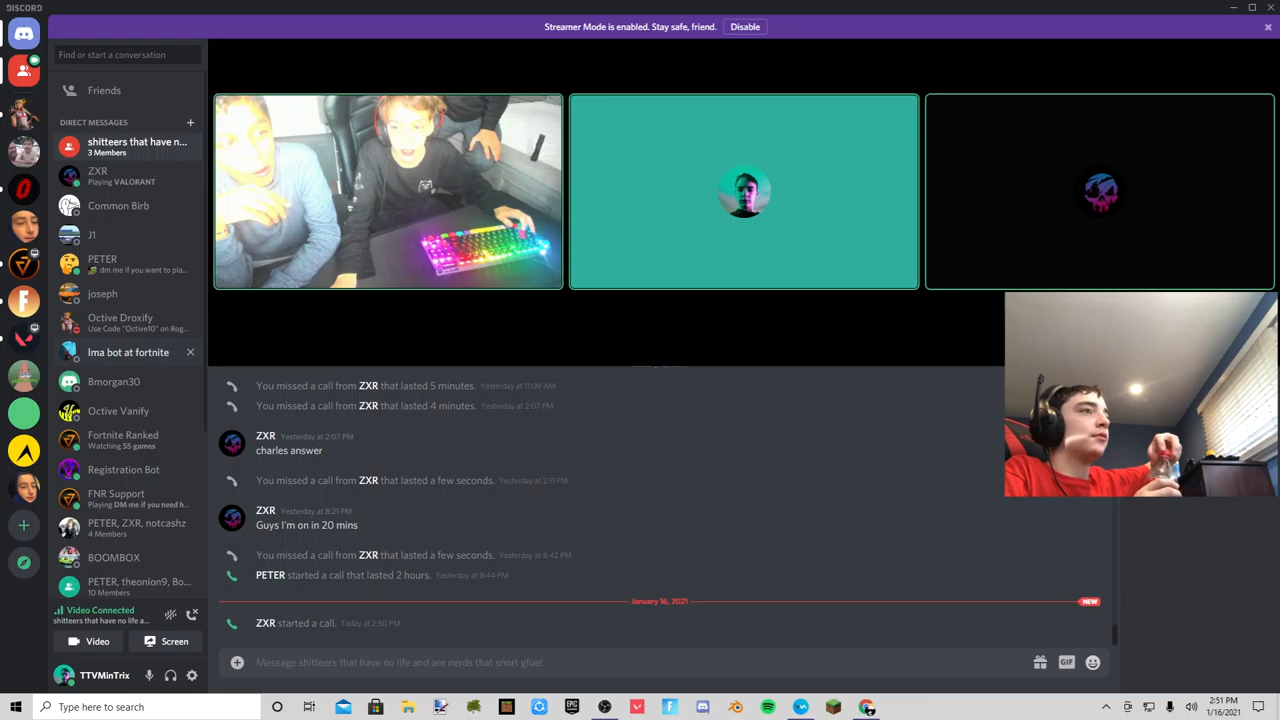 DISCORD
Streamer Mode is enabled. Stay safe, friend.
Disable
Find or start a conversation
Friends
DIRECT MESSAGES
shitteers that have n...
3 Members
ZXR
Playing VALORANT
Common Birb
J1
PETER
dm me if you want to pla...
joseph
Octive Droxify
Use Code "Octive10" on Rog...
Ima bot at fortnite
Bmorgan30
Octive Vanify
Fortnite Ranked
Watching 55 games
Registration Bot
FNR Support
Playing DM me if you need h...
PETER, ZXR, notcashz
4 Members
BOOMBOX
PETER, theonion9, Bo...
10 Members
Video Connected
shitteers that have no life a...
Video
Screen
TTVMinTrix
You missed a call from ZXR that lasted 5 minutes. Yesterday at 11:09 AM
You missed a call from ZXR that lasted 4 minutes. Yesterday at 2:07 PM
ZXR Yesterday at 2:07 PM
charles answer
You missed a call from ZXR that lasted a few seconds. Yesterday at 2:11 PM
ZXR Yesterday at 8:21 PM
Guys I'm on in 20 mins
You missed a call from ZXR that lasted a few seconds. Yesterday at 8:42 PM
PETER started a call that lasted 2 hours. Yesterday at 8:44 PM
January 16, 2021
NEW
ZXR started a call. Today at 2:50 PM
Message shitteers that have no life and are nerds that snort gfuel
GIF
Type here to search
EPIC
2:51 PM
1/16/2021